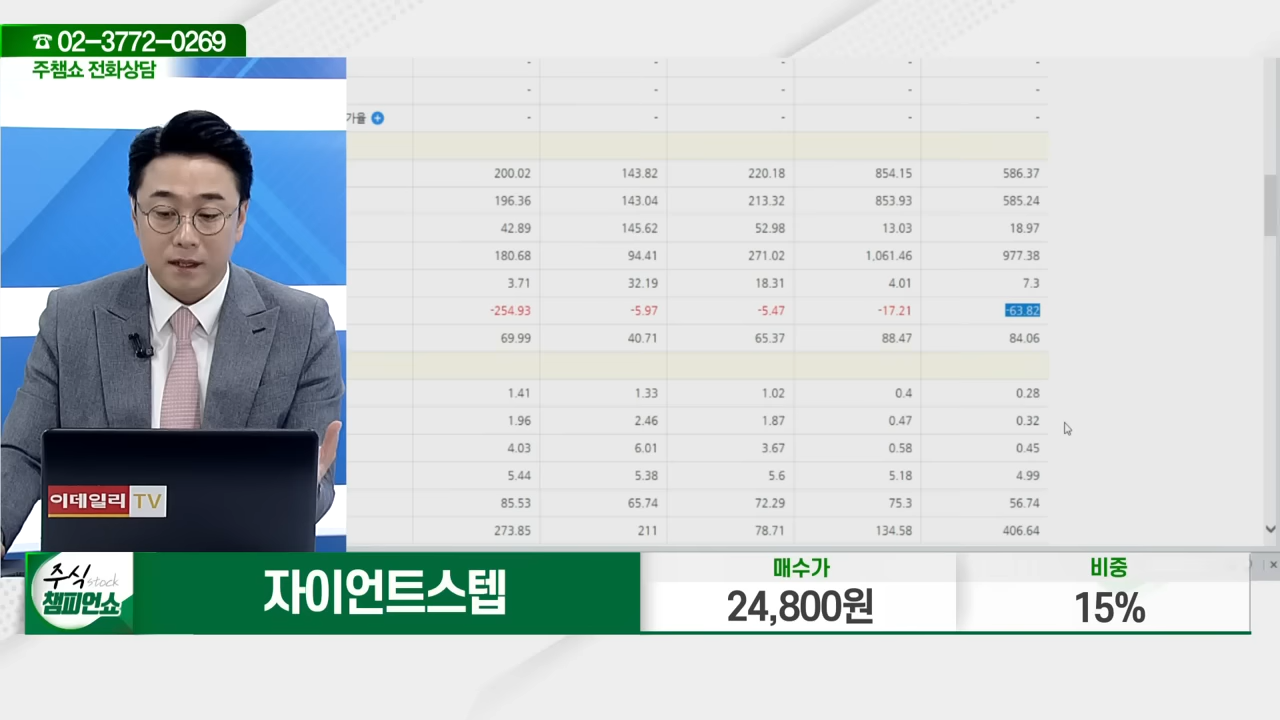 ☎ 02-3772-0269
주챔쇼 전화상담
- - - - -
- - - - -
가율 - - - - -
200.02 143.82 220.18 854.15 586.37
196.36 143.04 213.32 853.93 585.24
42.89 145.62 52.98 13.03 18.97
180.68 94.41 271.02 1,061.46 977.38
3.71 32.19 18.31 4.01 7.3
-254.93 -5.97 -5.47 -17.21 -63.82
69.99 40.71 65.37 88.47 84.06
1.41 1.33 1.02 0.4 0.28
1.96 2.46 1.87 0.47 0.32
4.03 6.01 3.67 0.58 0.45
5.44 5.38 5.6 5.18 4.99
85.53 65.74 72.29 75.3 56.74
273.85 211 78.71 134.58 406.64
이데일리 TV
주식 stock
챔피언쇼
자이언트스텝
매수가
24,800원
비중
15%